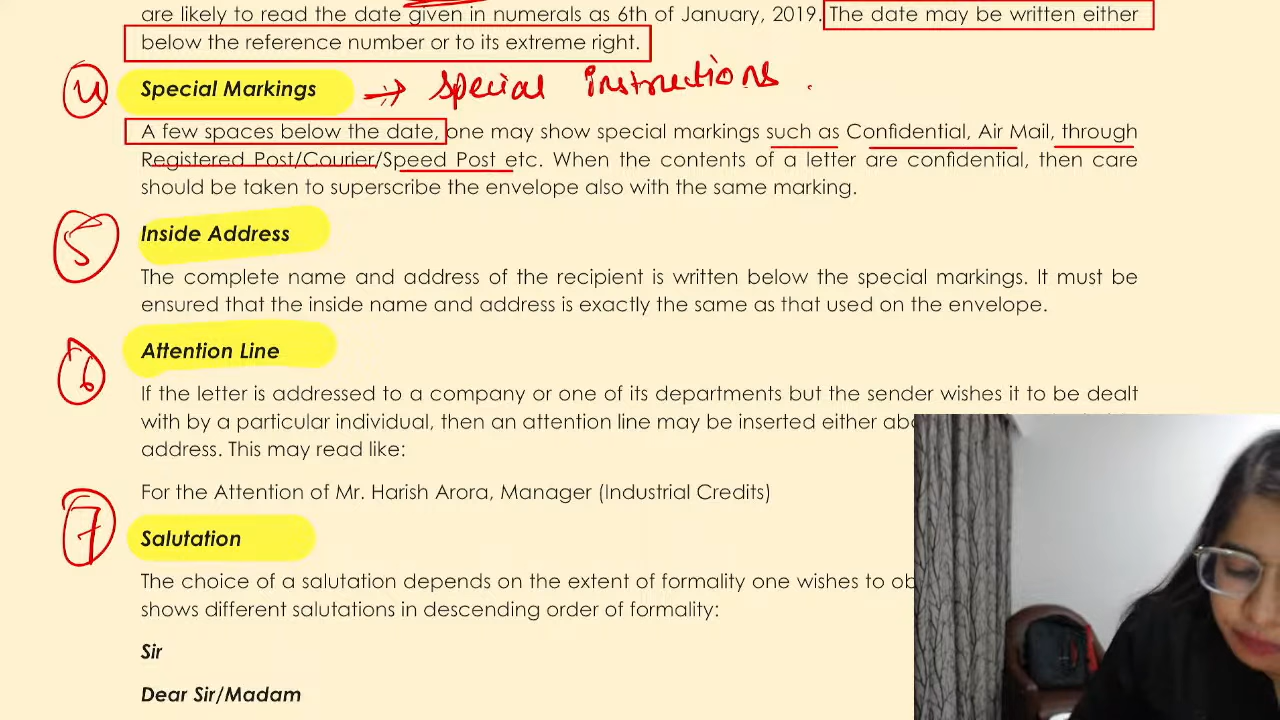 are likely to read the date given in numerals as 6th of January, 2019. The date may be written either
below the reference number or to its extreme right.
4 Special Markings → special instructions.
A few spaces below the date, one may show special markings such as Confidential, Air Mail, through
Registered Post/Courier/Speed Post etc. When the contents of a letter are confidential, then care
should be taken to superscribe the envelope also with the same marking.
5 Inside Address
The complete name and address of the recipient is written below the special markings. It must be
ensured that the inside name and address is exactly the same as that used on the envelope.
6 Attention Line
If the letter is addressed to a company or one of its departments but the sender wishes it to be dealt
with by a particular individual, then an attention line may be inserted either
address. This may read like:
For the Attention of Mr. Harish Arora, Manager (Industrial Credits)
7 Salutation
The choice of a salutation depends on the extent of formality one wishes to
shows different salutations in descending order of formality:
Sir
Dear Sir/Madam